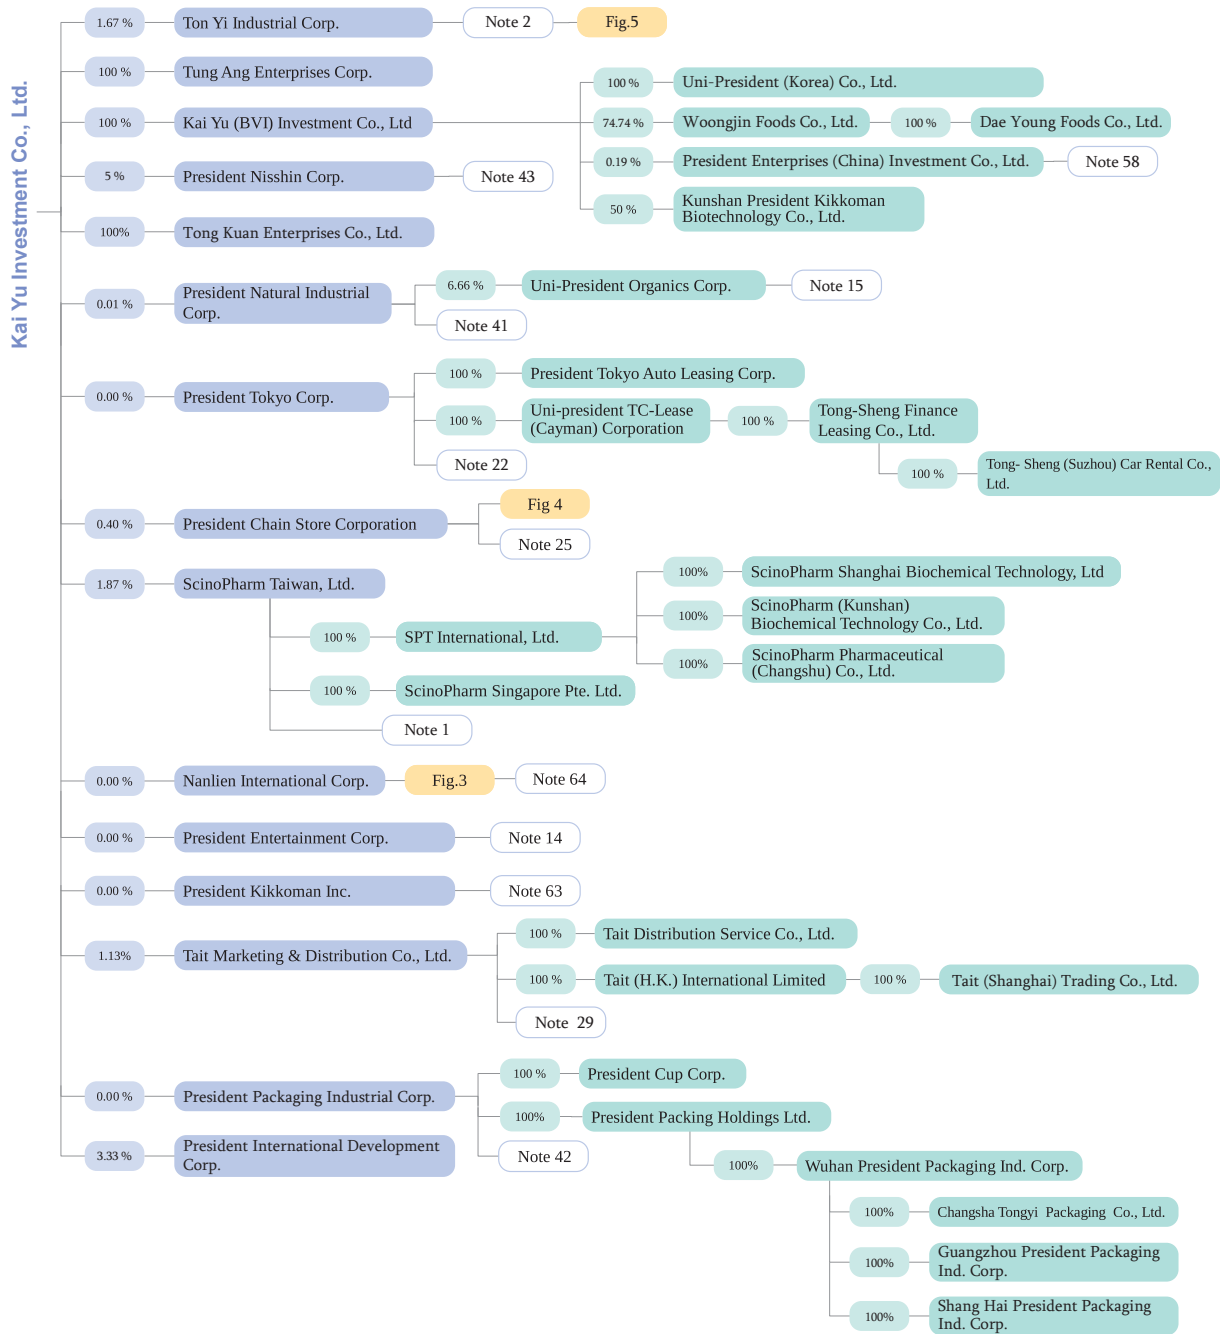 Kai Yu Investment Co., Ltd.
1.67 %
Ton Yi Industrial Corp.
Note 2
Fig.5
100 %
Tung Ang Enterprises Corp.
100 %
Kai Yu (BVI) Investment Co., Ltd
100 %
Uni-President (Korea) Co., Ltd.
74.74 %
Woongjin Foods Co., Ltd.
100 %
Dae Young Foods Co., Ltd.
0.19 %
President Enterprises (China) Investment Co., Ltd.
Note 58
50 %
Kunshan President Kikkoman
Biotechnology Co., Ltd.
5 %
President Nisshin Corp.
Note 43
100%
Tong Kuan Enterprises Co., Ltd.
0.01 %
President Natural Industrial
Corp.
6.66 %
Uni-President Organics Corp.
Note 15
Note 41
0.00 %
President Tokyo Corp.
100 %
President Tokyo Auto Leasing Corp.
100 %
Uni-president TC-Lease
(Cayman) Corporation
100 %
Tong-Sheng Finance
Leasing Co., Ltd.
100 %
Tong- Sheng (Suzhou) Car Rental Co.,
Ltd.
Note 22
0.40 %
President Chain Store Corporation
Fig 4
Note 25
1.87 %
ScinoPharm Taiwan, Ltd.
100 %
SPT International, Ltd.
100%
ScinoPharm Shanghai Biochemical Technology, Ltd
100%
ScinoPharm (Kunshan)
Biochemical Technology Co., Ltd.
100%
ScinoPharm Pharmaceutical
(Changshu) Co., Ltd.
100 %
ScinoPharm Singapore Pte. Ltd.
Note 1
0.00 %
Nanlien International Corp.
Fig.3
Note 64
0.00 %
President Entertainment Corp.
Note 14
0.00 %
President Kikkoman Inc.
Note 63
1.13%
Tait Marketing & Distribution Co., Ltd.
100 %
Tait Distribution Service Co., Ltd.
100 %
Tait (H.K.) International Limited
100 %
Tait (Shanghai) Trading Co., Ltd.
Note 29
0.00 %
President Packaging Industrial Corp.
100 %
President Cup Corp.
100%
President Packing Holdings Ltd.
Note 42
100%
Wuhan President Packaging Ind. Corp.
100%
Changsha Tongyi Packaging Co., Ltd.
100%
Guangzhou President Packaging
Ind. Corp.
100%
Shang Hai President Packaging
Ind. Corp.
3.33 %
President International Development
Corp.